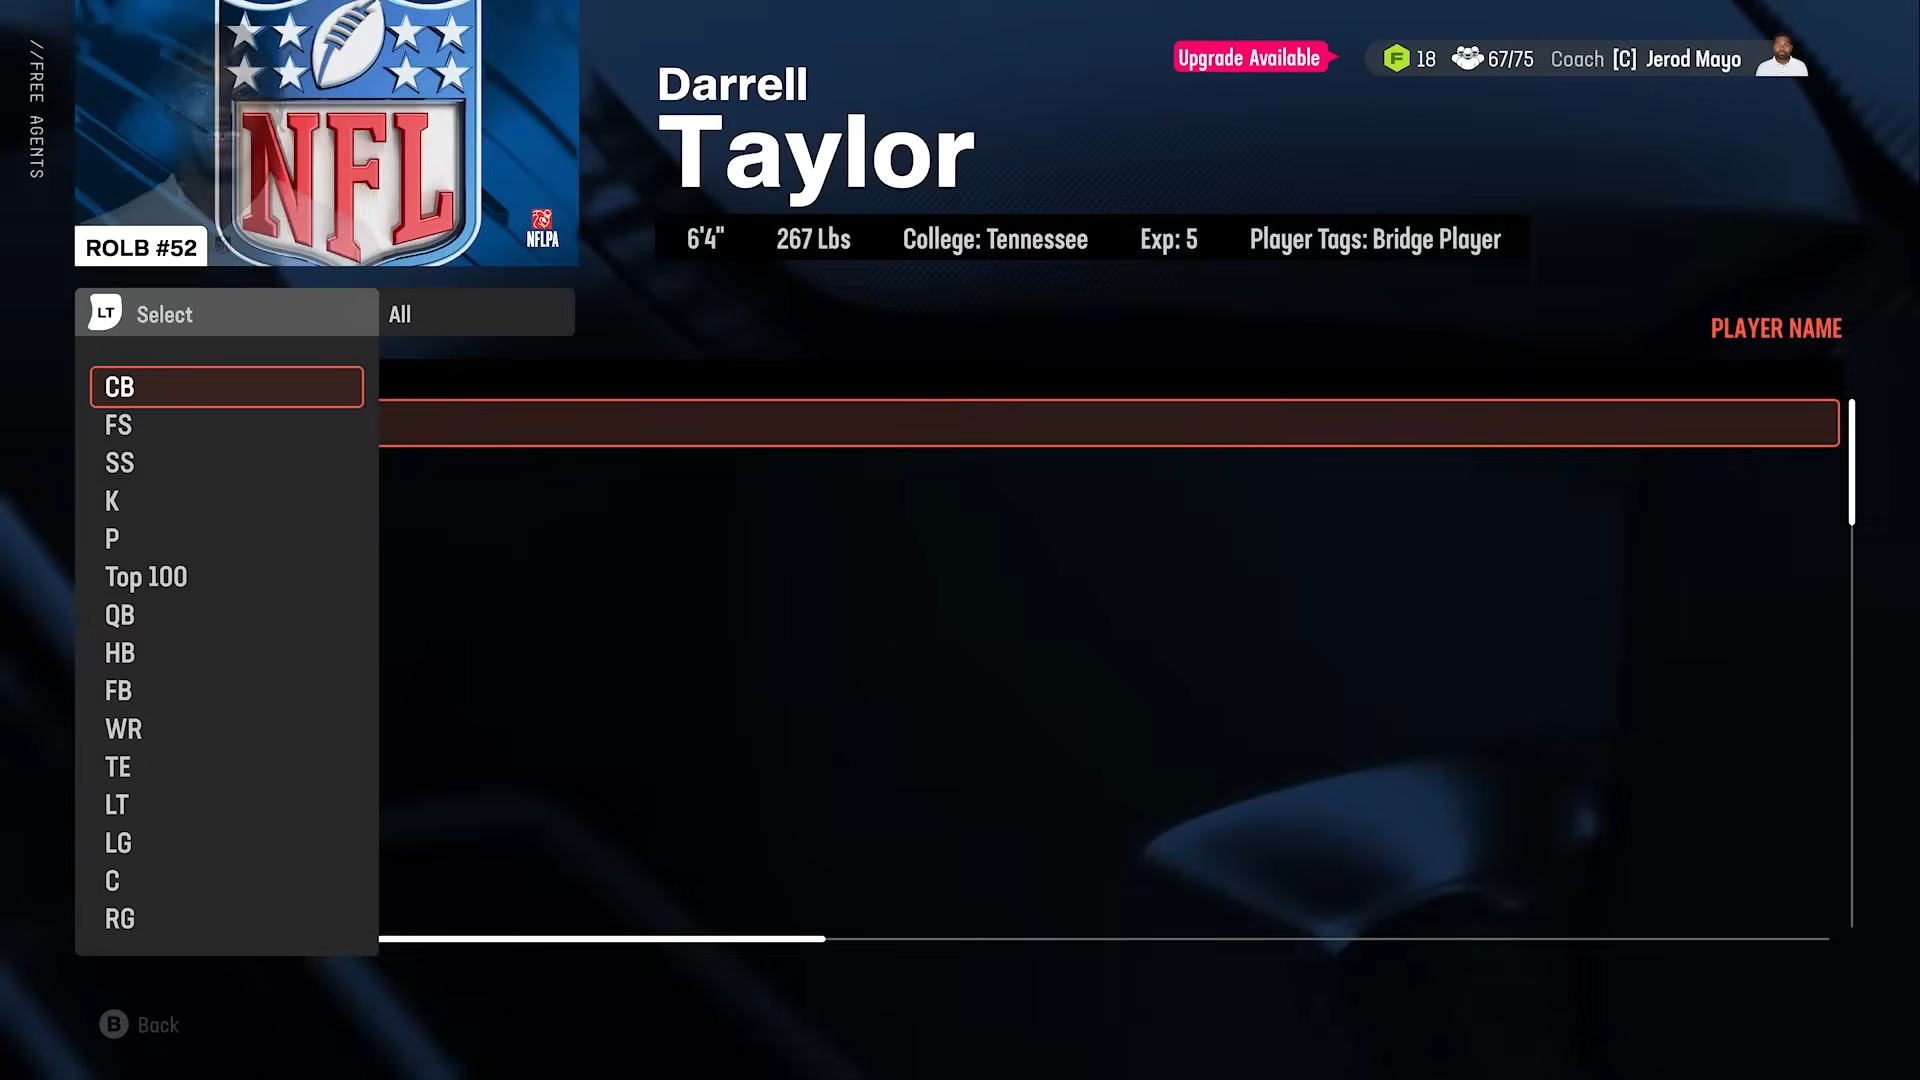 //FREE AGENTS
NFL
NFLPA
ROLB #52
Darrell
Taylor
Upgrade Available
F 18 67/75 Coach [C] Jerod Mayo
6'4" 267 Lbs College: Tennessee Exp: 5 Player Tags: Bridge Player
LT Select All
PLAYER NAME
CB
FS
SS
K
P
Top 100
QB
HB
FB
WR
TE
LT
LG
C
RG
B Back